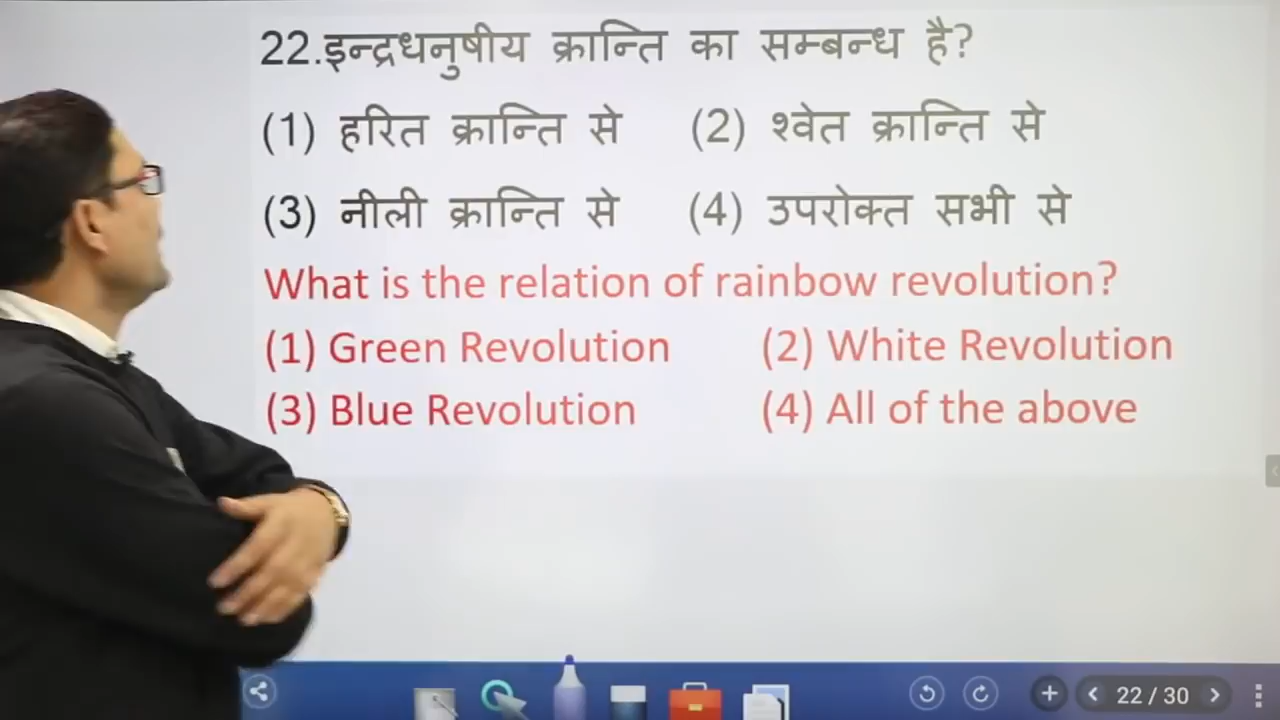 22.इन्द्रधनुषीय क्रान्ति का सम्बन्ध है?
(1) हरित क्रान्ति से (2) श्वेत क्रान्ति से
(3) नीली क्रान्ति से (4) उपरोक्त सभी से
What is the relation of rainbow revolution?
(1) Green Revolution (2) White Revolution
(3) Blue Revolution (4) All of the above
22 / 30